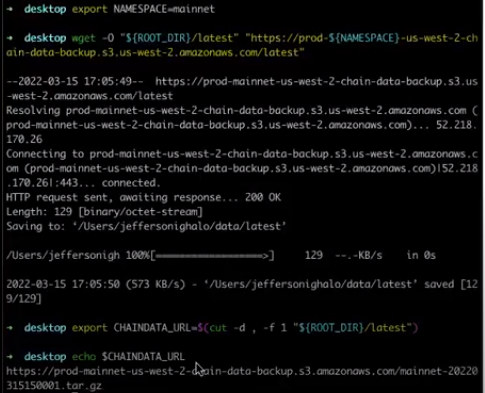 ➜ desktop export NAMESPACE=mainnet
➜ desktop wget -O "${ROOT_DIR}/latest" "https://prod-${NAMESPACE}-us-west-2-ch
ain-data-backup.s3.us-west-2.amazonaws.com/latest"
--2022-03-15 17:05:49-- https://prod-mainnet-us-west-2-chain-data-backup.s3.us
-west-2.amazonaws.com/latest
Resolving prod-mainnet-us-west-2-chain-data-backup.s3.us-west-2.amazonaws.com (
prod-mainnet-us-west-2-chain-data-backup.s3.us-west-2.amazonaws.com)... 52.218.
170.26
Connecting to prod-mainnet-us-west-2-chain-data-backup.s3.us-west-2.amazonaws.c
om (prod-mainnet-us-west-2-chain-data-backup.s3.us-west-2.amazonaws.com)|52.218
.170.26|:443... connected.
HTTP request sent, awaiting response... 200 OK
Length: 129 [binary/octet-stream]
Saving to: ‘/Users/jeffersonighalo/data/latest’
/Users/jeffersonigh 100%[===================>] 129 --.-KB/s in 0s
2022-03-15 17:05:50 (573 KB/s) - ‘/Users/jeffersonighalo/data/latest’ saved [12
9/129]
➜ desktop export CHAINDATA_URL=$(cut -d , -f 1 "${ROOT_DIR}/latest")
➜ desktop echo $CHAINDATA_URL
https://prod-mainnet-us-west-2-chain-data-backup.s3.amazonaws.com/mainnet-20220
315150001.tar.gz